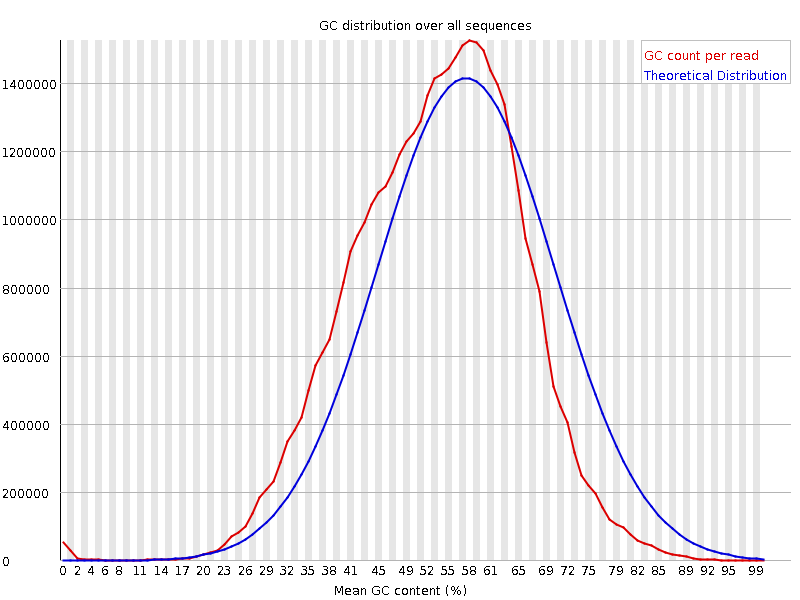 GC distribution over all sequences
GC count per read
Theoretical Distribution
1400000
1200000
1000000
800000
600000
400000
200000
0
0 2 4 6 8 11 14 17 20 23 26 29 32 35 38 41 45 49 52 55 58 61 65 69 72 75 79 82 85 89 92 95 99
Mean GC content (%)